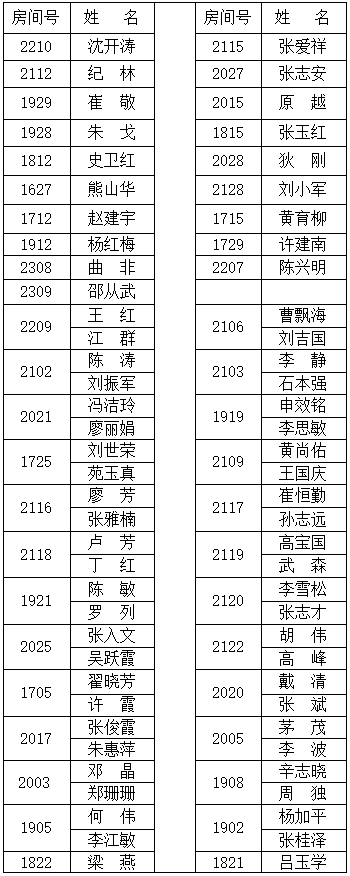 房间号 姓 名 房间号 姓 名
2210 沈开涛 2115 张爱祥
2112 纪 林 2027 张志安
1929 崔 敬 2015 原 越
1928 朱 戈 1815 张玉红
1812 史卫红 2028 狄 刚
1627 熊山华 2128 刘小军
1712 赵建宇 1715 黄育柳
1912 杨红梅 1729 许建南
2308 曲 非 2207 陈兴明
2309 邵从武
2209 王 红 2106 曹飘海
江 群 刘吉国
2102 陈 涛 2103 李 静
刘振军 石本强
2021 冯洁玲 1919 申效铭
廖丽娟 李思敏
1725 刘世荣 2109 黄尚佑
苑玉真 王国庆
2116 廖 芳 2117 崔恒勤
张雅楠 孙志远
2118 卢 芳 2119 高宝国
丁 红 武 森
1921 陈 敏 2120 李雪松
罗 列 张志才
2025 张入文 2122 胡 伟
吴跃霞 高 峰
1705 翟晓芳 2020 戴 清
许 霞 张 斌
2017 张俊霞 2005 茅 茂
朱惠萍 李 波
2003 邓 晶 1908 辛志晓
郑珊珊 周 独
1905 何 伟 1902 杨加平
李江敏 张桂泽
1822 梁 燕 1821 吕玉学